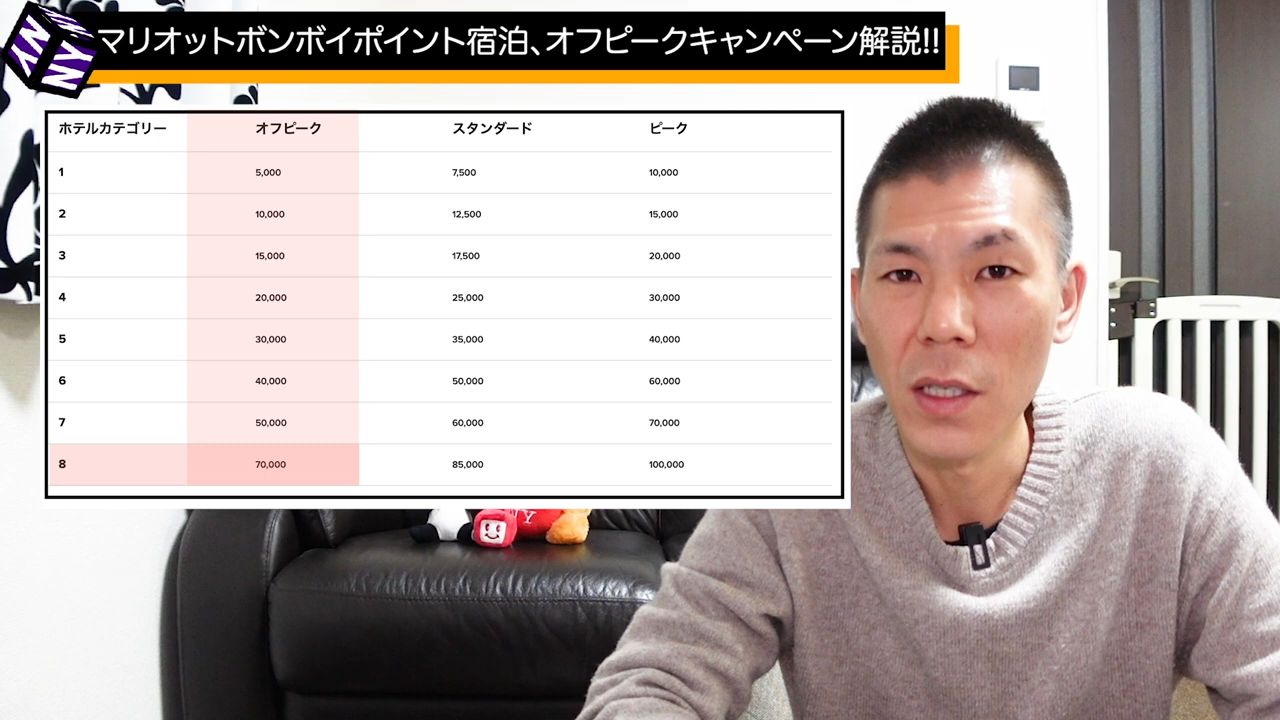 マリオットボンボイポイント宿泊、オフピークキャンペーン解説!!
ホテルカテゴリー オフピーク スタンダード ピーク
1 5,000 7,500 10,000
2 10,000 12,500 15,000
3 15,000 17,500 20,000
4 20,000 25,000 30,000
5 30,000 35,000 40,000
6 40,000 50,000 60,000
7 50,000 60,000 70,000
8 70,000 85,000 100,000